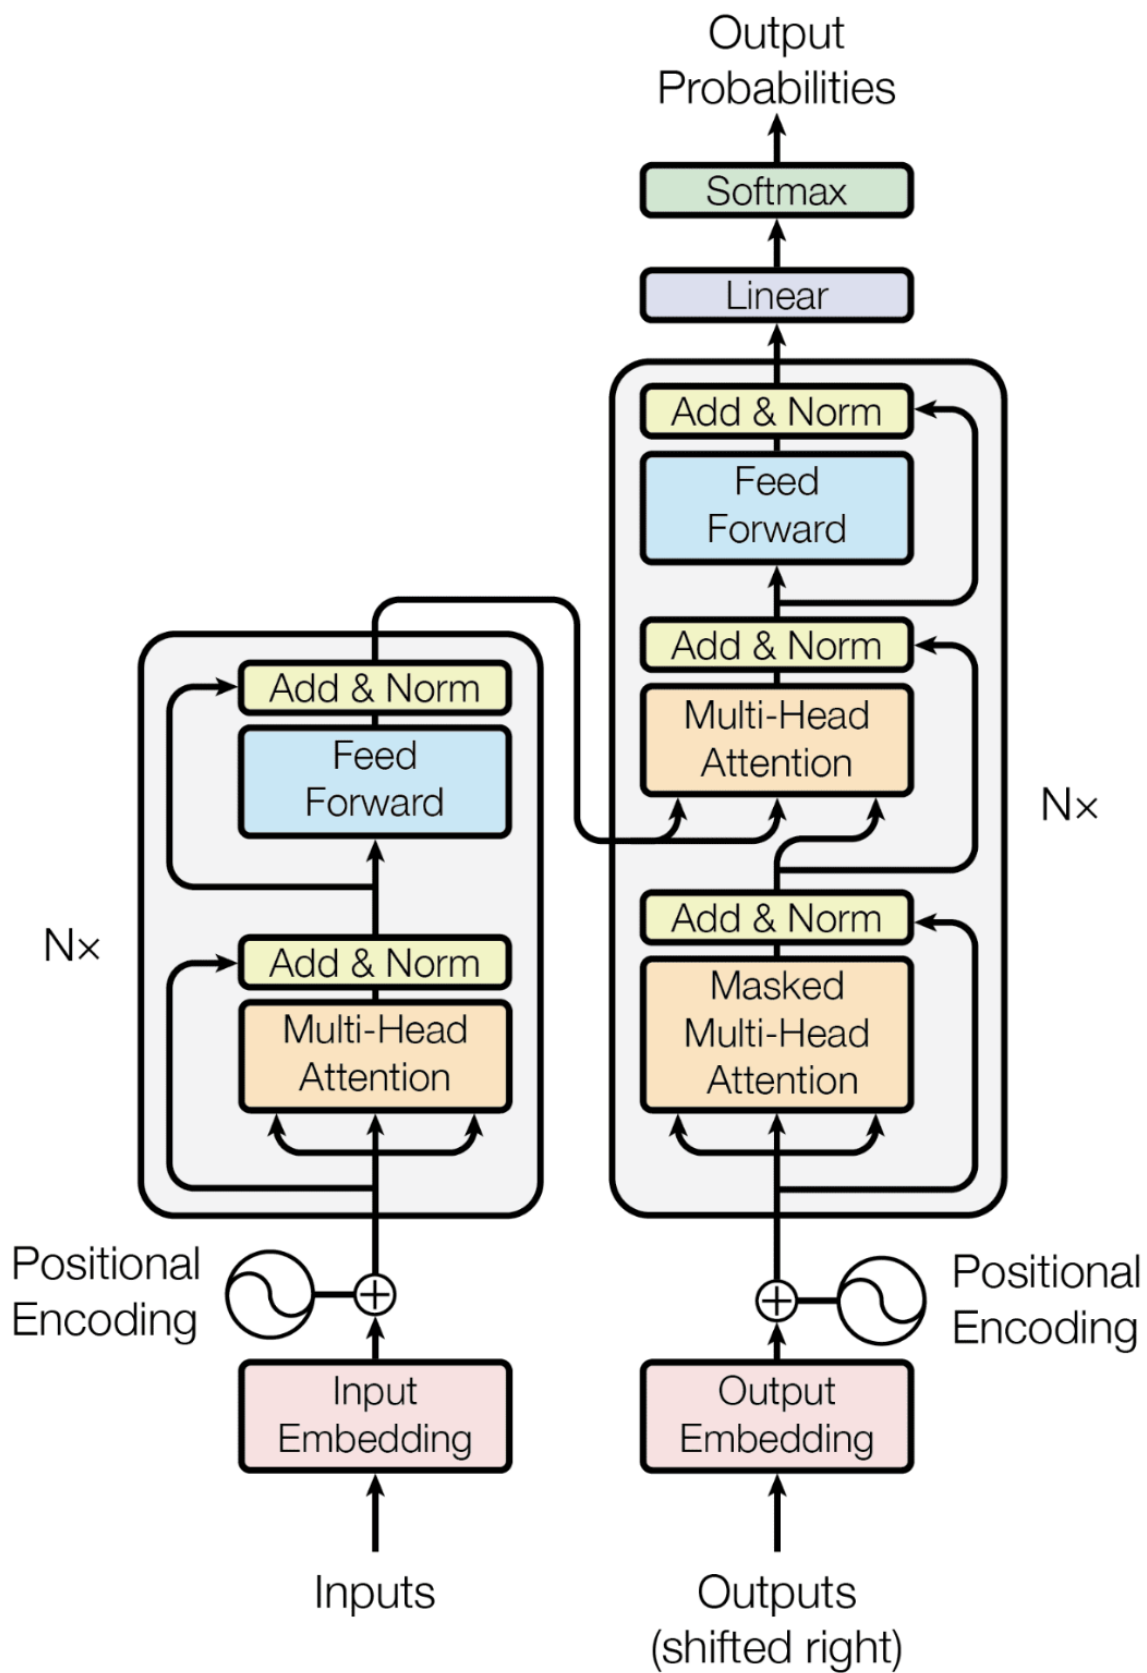 Output
Probabilities
Softmax
Linear
Add & Norm
Feed
Forward
Add & Norm
Multi-Head
Attention
N×
Add & Norm
Masked
Multi-Head
Attention
Add & Norm
Feed
Forward
N×
Add & Norm
Multi-Head
Attention
Positional
Encoding
Positional
Encoding
Input
Embedding
Output
Embedding
Inputs
Outputs
(shifted right)